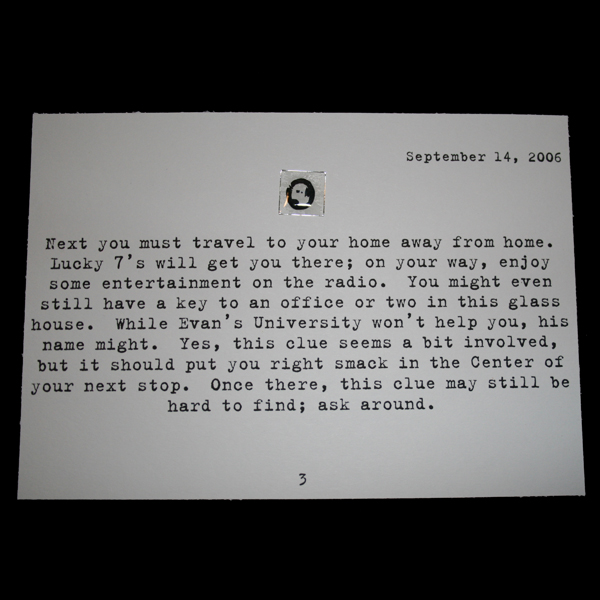 September 14, 2006
Next you must travel to your home away from home.
Lucky 7's will get you there; on your way, enjoy
some entertainment on the radio. You might even
still have a key to an office or two in this glass
house. While Evan's University won't help you, his
name might. Yes, this clue seems a bit involved,
but it should put you right smack in the Center of
your next stop. Once there, this clue may still be
hard to find; ask around.
3